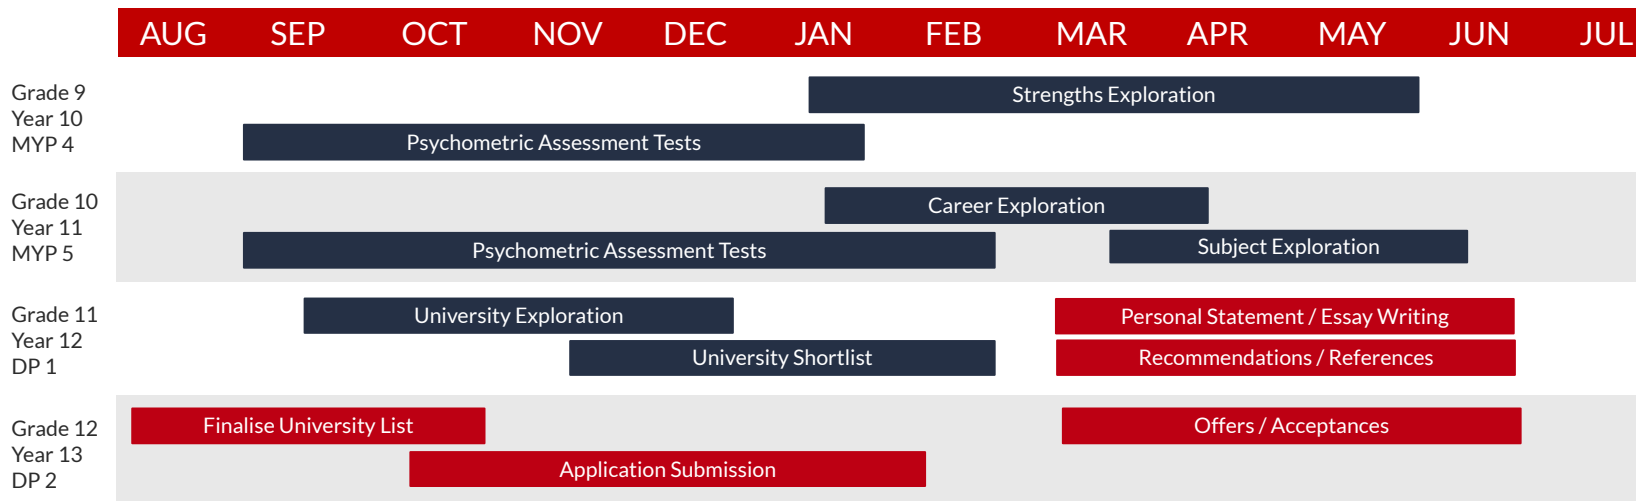 AUG SEP OCT NOV DEC JAN FEB MAR APR MAY JUN JUL
Grade 9
Year 10
MYP 4
Strengths Exploration
Psychometric Assessment Tests
Grade 10
Year 11
MYP 5
Career Exploration
Psychometric Assessment Tests
Subject Exploration
Grade 11
Year 12
DP 1
University Exploration
Personal Statement / Essay Writing
University Shortlist
Recommendations / References
Grade 12
Year 13
DP 2
Finalise University List
Offers / Acceptances
Application Submission